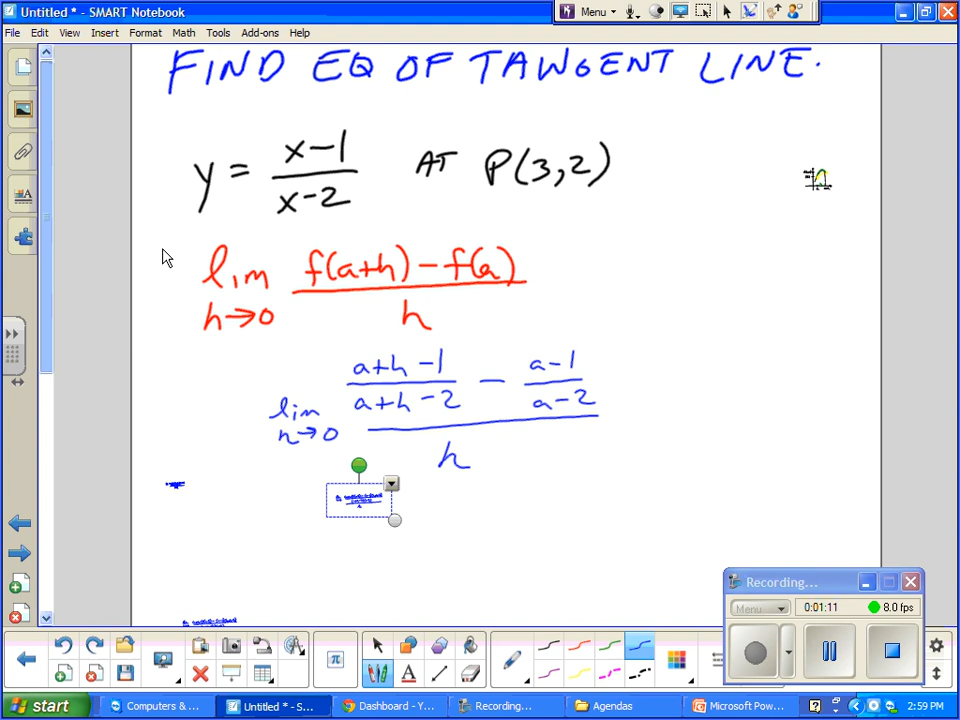 Untitled * - SMART Notebook
Menu
File Edit View Insert Format Math Tools Add-ons Help
FIND EQ OF TANGENT LINE.
y = x-1 / x-2 AT P(3,2)
lim h→0 f(a+h) - f(a) / h
lim h→0 a+h-1 / a+h-2 - a-1 / a-2 / h
Recording...
Menu 0:01:11 8.0 fps
π A
start Computers & ... Untitled * - S... Dashboard - Y... Recording... Agendas Microsoft Pow... ? 2:59 PM